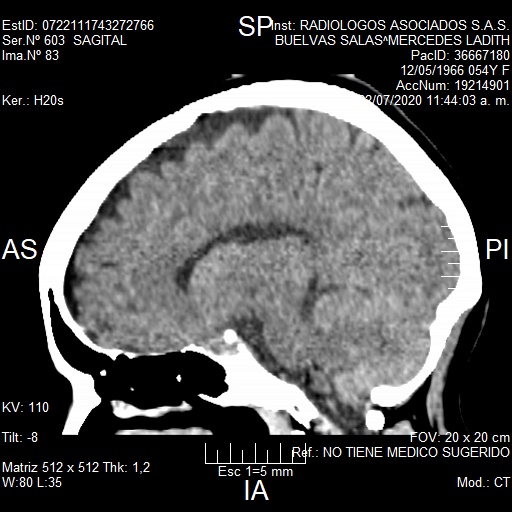 EstID: 0722111743272766
Ser.Nº 603 SAGITAL
Ima.Nº 83
Ker.: H20s
SP
Inst: RADIOLOGOS ASOCIADOS S.A.S.
BUELVAS SALAS^MERCEDES LADITH
PacID: 36667180
12/05/1966 054Y F
AccNum: 19214901
/07/2020 11:44:03 a. m.
AS
PI
KV: 110
Tilt: -8
Matriz 512 x 512 Thk: 1,2
W:80 L:35
Esc 1=5 mm
IA
FOV: 20 x 20 cm
Ref.: NO TIENE MEDICO SUGERIDO
Mod.: CT